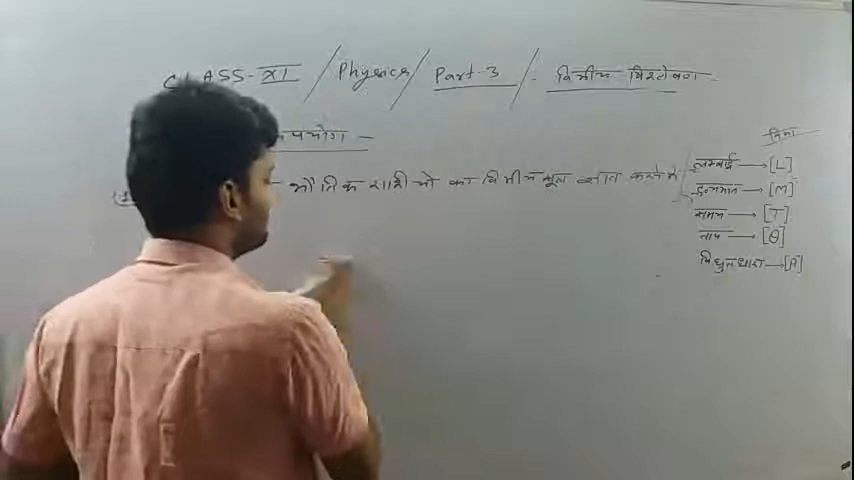 CLASS-XI / Physics / Part-3 / विमीय विश्लेषण
उपयोग
भौतिक राशीयो का विमीय सूत्र ज्ञात करने में
विमा
लम्बाई → [L]
द्रव्यमान → [M]
समय → [T]
ताप → [θ]
विधुतधारा → [A]